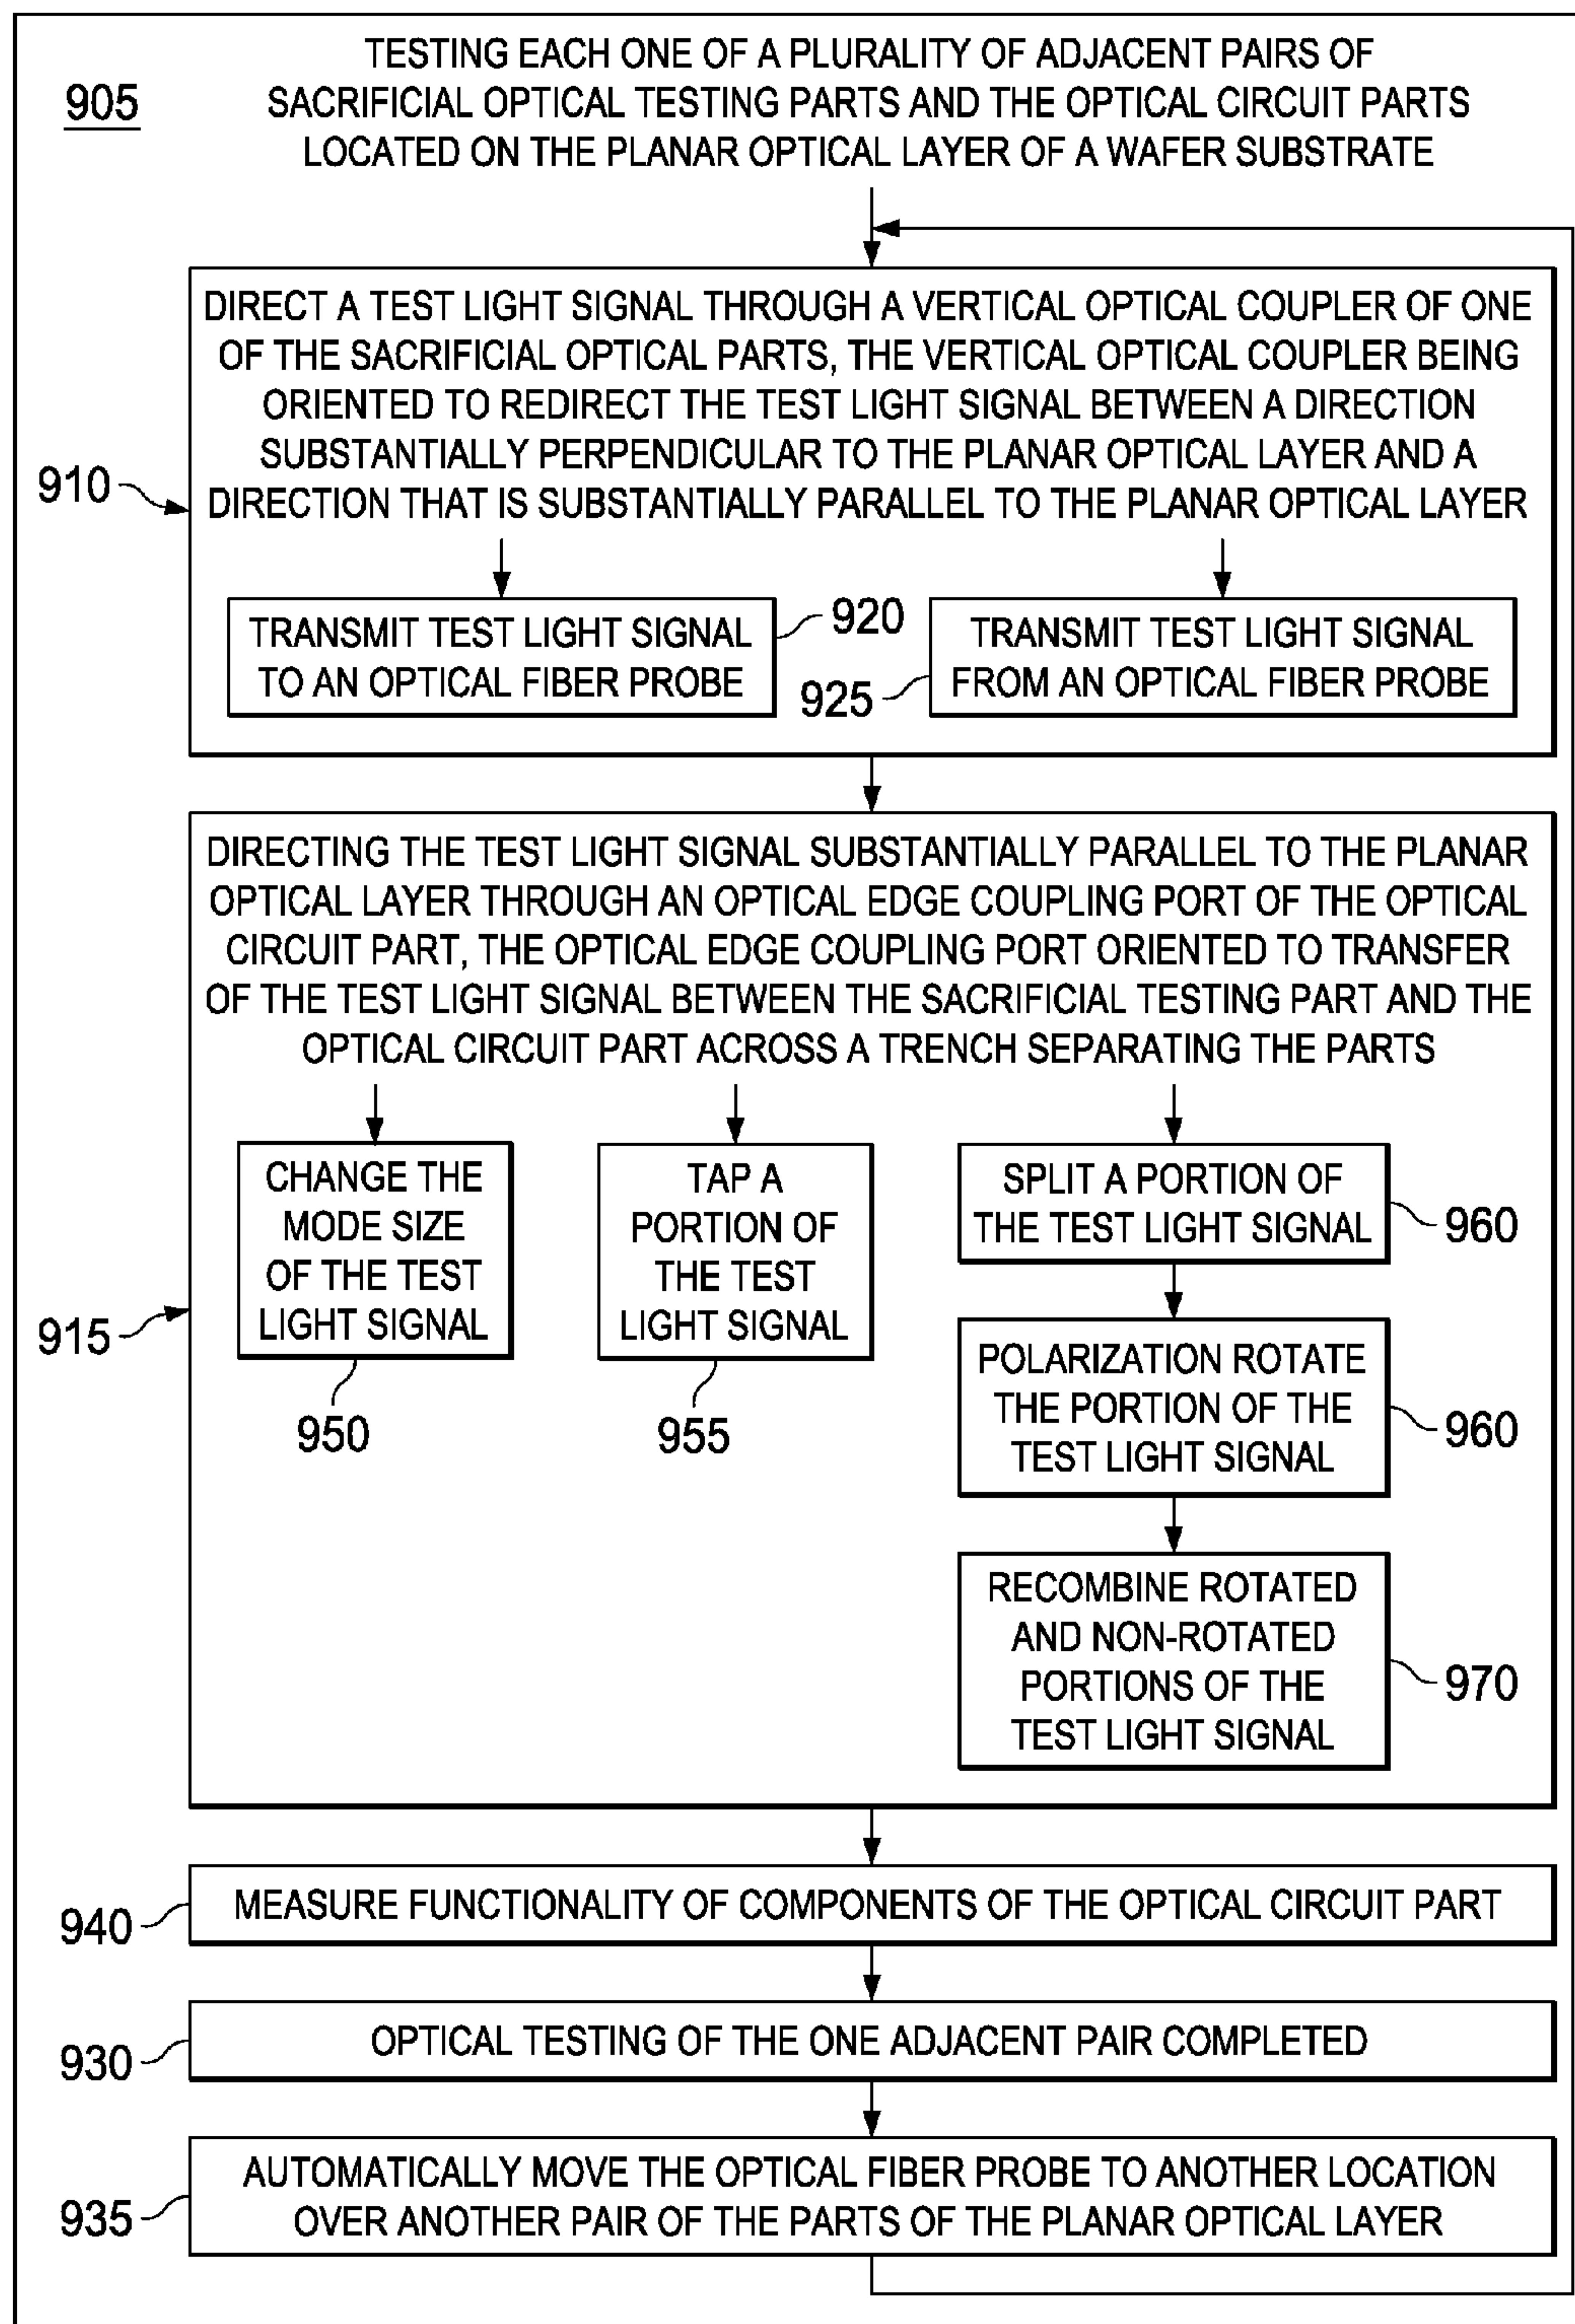 905
TESTING EACH ONE OF A PLURALITY OF ADJACENT PAIRS OF
SACRIFICIAL OPTICAL TESTING PARTS AND THE OPTICAL CIRCUIT PARTS
LOCATED ON THE PLANAR OPTICAL LAYER OF A WAFER SUBSTRATE
910
DIRECT A TEST LIGHT SIGNAL THROUGH A VERTICAL OPTICAL COUPLER OF ONE
OF THE SACRIFICIAL OPTICAL PARTS, THE VERTICAL OPTICAL COUPLER BEING
ORIENTED TO REDIRECT THE TEST LIGHT SIGNAL BETWEEN A DIRECTION
SUBSTANTIALLY PERPENDICULAR TO THE PLANAR OPTICAL LAYER AND A
DIRECTION THAT IS SUBSTANTIALLY PARALLEL TO THE PLANAR OPTICAL LAYER
TRANSMIT TEST LIGHT SIGNAL
TO AN OPTICAL FIBER PROBE
920
925
TRANSMIT TEST LIGHT SIGNAL
FROM AN OPTICAL FIBER PROBE
915
DIRECTING THE TEST LIGHT SIGNAL SUBSTANTIALLY PARALLEL TO THE PLANAR
OPTICAL LAYER THROUGH AN OPTICAL EDGE COUPLING PORT OF THE OPTICAL
CIRCUIT PART, THE OPTICAL EDGE COUPLING PORT ORIENTED TO TRANSFER
OF THE TEST LIGHT SIGNAL BETWEEN THE SACRIFICIAL TESTING PART AND THE
OPTICAL CIRCUIT PART ACROSS A TRENCH SEPARATING THE PARTS
CHANGE THE
MODE SIZE
OF THE TEST
LIGHT SIGNAL
950
TAP A
PORTION OF
THE TEST
LIGHT SIGNAL
955
SPLIT A PORTION OF
THE TEST LIGHT SIGNAL
960
POLARIZATION ROTATE
THE PORTION OF THE
TEST LIGHT SIGNAL
960
RECOMBINE ROTATED
AND NON-ROTATED
PORTIONS OF THE
TEST LIGHT SIGNAL
970
940
MEASURE FUNCTIONALITY OF COMPONENTS OF THE OPTICAL CIRCUIT PART
930
OPTICAL TESTING OF THE ONE ADJACENT PAIR COMPLETED
935
AUTOMATICALLY MOVE THE OPTICAL FIBER PROBE TO ANOTHER LOCATION
OVER ANOTHER PAIR OF THE PARTS OF THE PLANAR OPTICAL LAYER